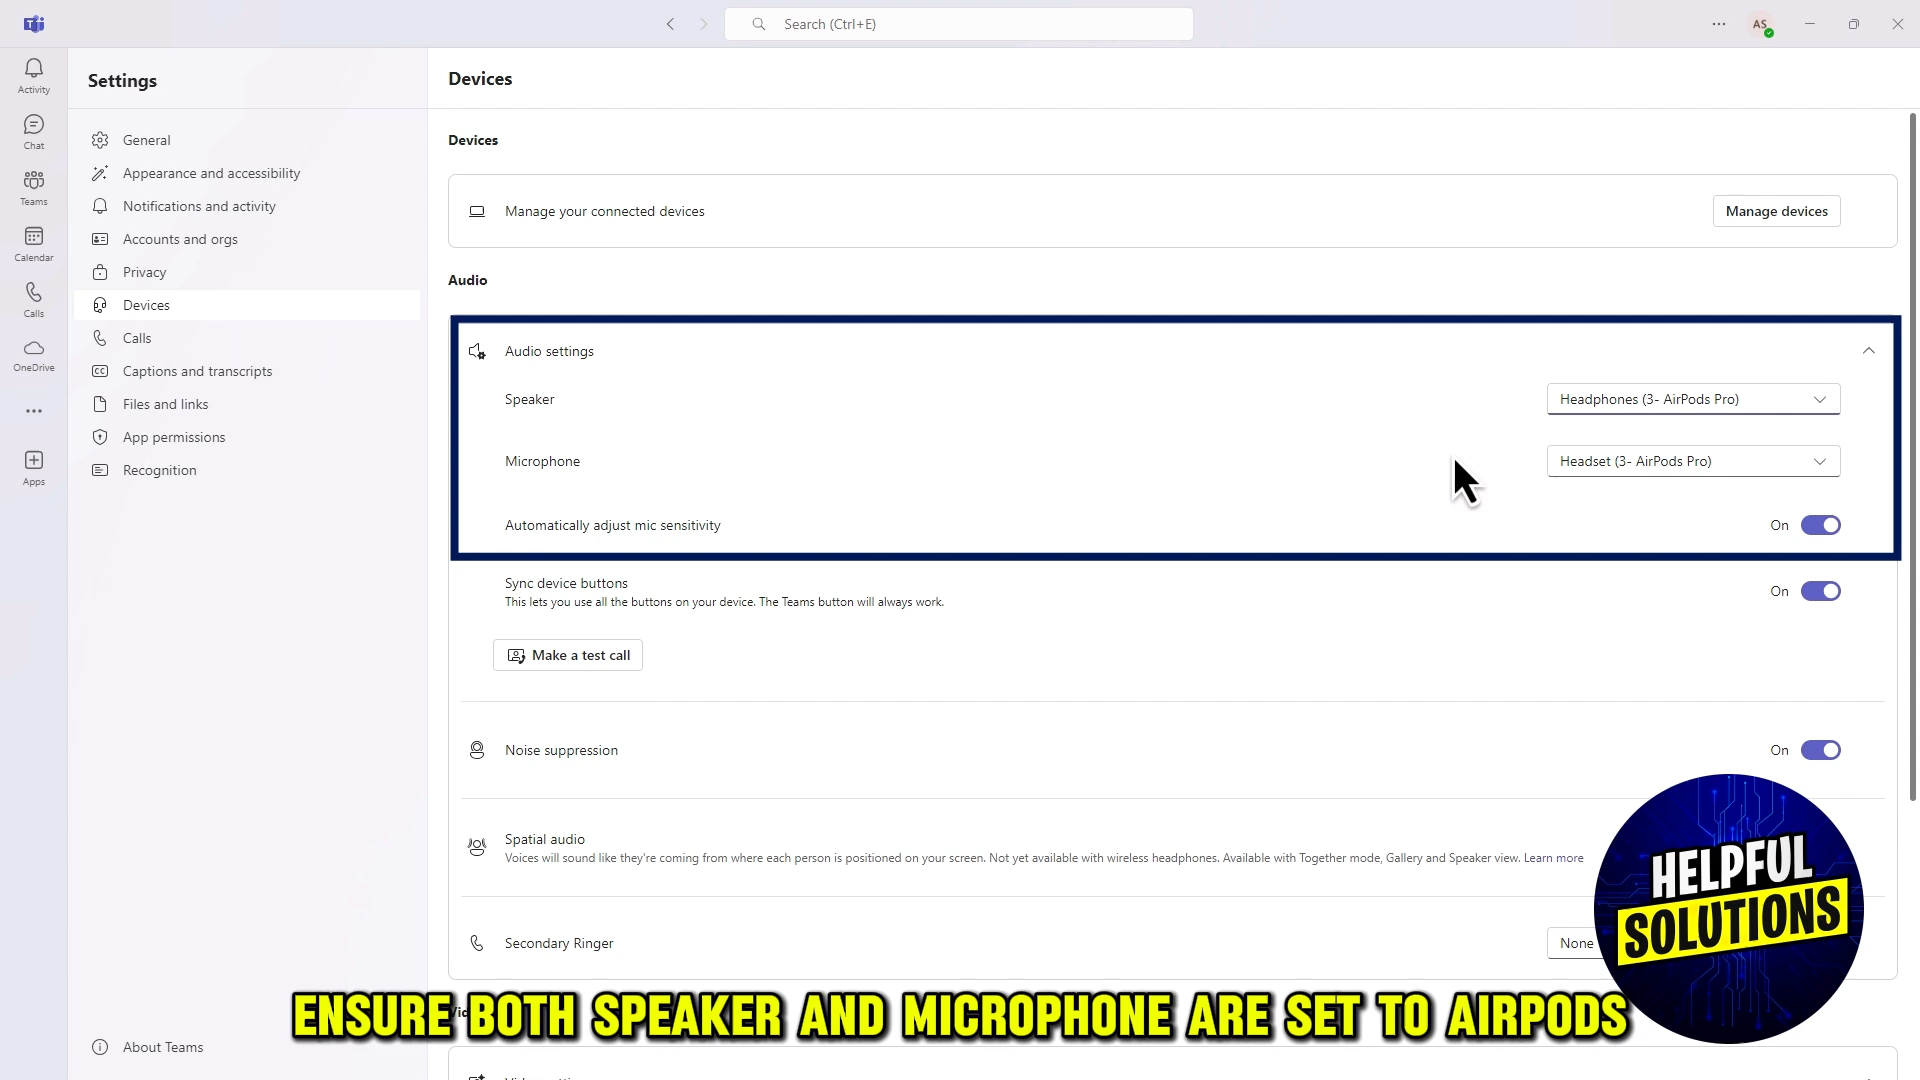 Search (Ctrl+E)
AS
Activity
Chat
Teams
Calendar
Calls
OneDrive
Apps
Settings
General
Appearance and accessibility
Notifications and activity
Accounts and orgs
Privacy
Devices
Calls
Captions and transcripts
Files and links
App permissions
Recognition
About Teams
Devices
Devices
Manage your connected devices
Manage devices
Audio
Audio settings
Speaker
Headphones (3- AirPods Pro)
Microphone
Headset (3- AirPods Pro)
Automatically adjust mic sensitivity
On
Sync device buttons
This lets you use all the buttons on your device. The Teams button will always work.
On
Make a test call
Noise suppression
On
Spatial audio
Voices will sound like they're coming from where each person is positioned on your screen. Not yet available with wireless headphones. Available with Together mode, Gallery and Speaker view. Learn more
Secondary Ringer
None
HELPFUL
SOLUTIONS
ENSURE BOTH SPEAKER AND MICROPHONE ARE SET TO AIRPODS